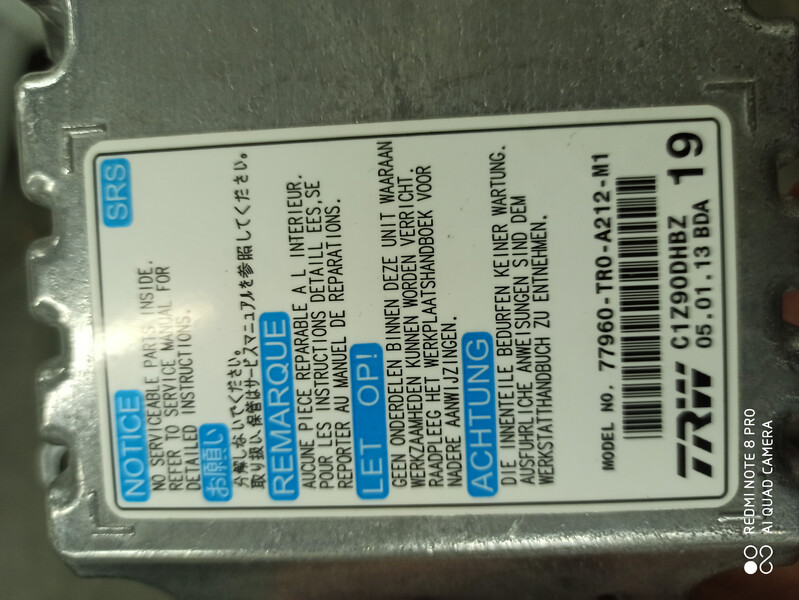 SRS
NOTICE
NO SERVICEABLE PARTS INSIDE.
REFER TO SERVICE MANUAL FOR
DETAILED INSTRUCTIONS.
お願い
分解しないでください。
取り扱い、保管はサービスマニュアルを参照してください。
REMARQUE
AUCUNE PIECE REPARABLE A L INTERIEUR.
POUR LES INSTRUCTIONS DETAILL EES,SE
REPORTER AU MANUEL DE REPARATIONS.
LET OP!
GEEN ONDERDELEN BINNEN DEZE UNIT WAARAAN
WERKZAAMHEDEN KUNNEN WORDEN VERRICHT.
RAADPLEEG HET WERKPLAATSHANDBOEK VOOR
NADERE AANWIJZINGEN.
ACHTUNG
DIE INNENTEILE BEDURFEN KEINER WARTUNG.
AUSFUHRLICHE ANWEISUNGEN SIND DEM
WERKSTATTHANDBUCH ZU ENTNEHMEN.
MODEL NO. 77960-TR0-A212-M1
TRW C1Z90DHBZ
05.01.13 BDA 19
REDMI NOTE 8 PRO
AI QUAD CAMERA